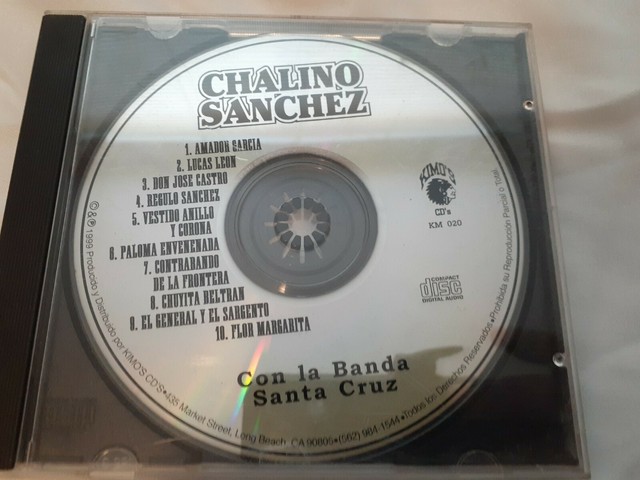 CHALINO
SANCHEZ
1. AMADOR GARCIA
2. LUCAS LEON
3. DON JOSE CASTRO
4. REGULO SANCHEZ
5. VESTIDO ANILLO
Y CORONA
6. PALOMA ENVENENADA
7. CONTRABANDO
DE LA FRONTERA
8. CHUYITA BELTRAN
9. EL GENERAL Y EL SARGENTO
10. FLOR MARGARITA
KIMO'S
CD's
KM 020
COMPACT
disc
DIGITAL AUDIO
Con la Banda
Santa Cruz
©&℗ 1999 Producido y Distribuido por KIMO'S CD'S•435 Market Street, Long Beach, CA 90805•(562) 984-1544•Todos los Derechos Reservados•Prohibida su Reproducción Parcial o Total.